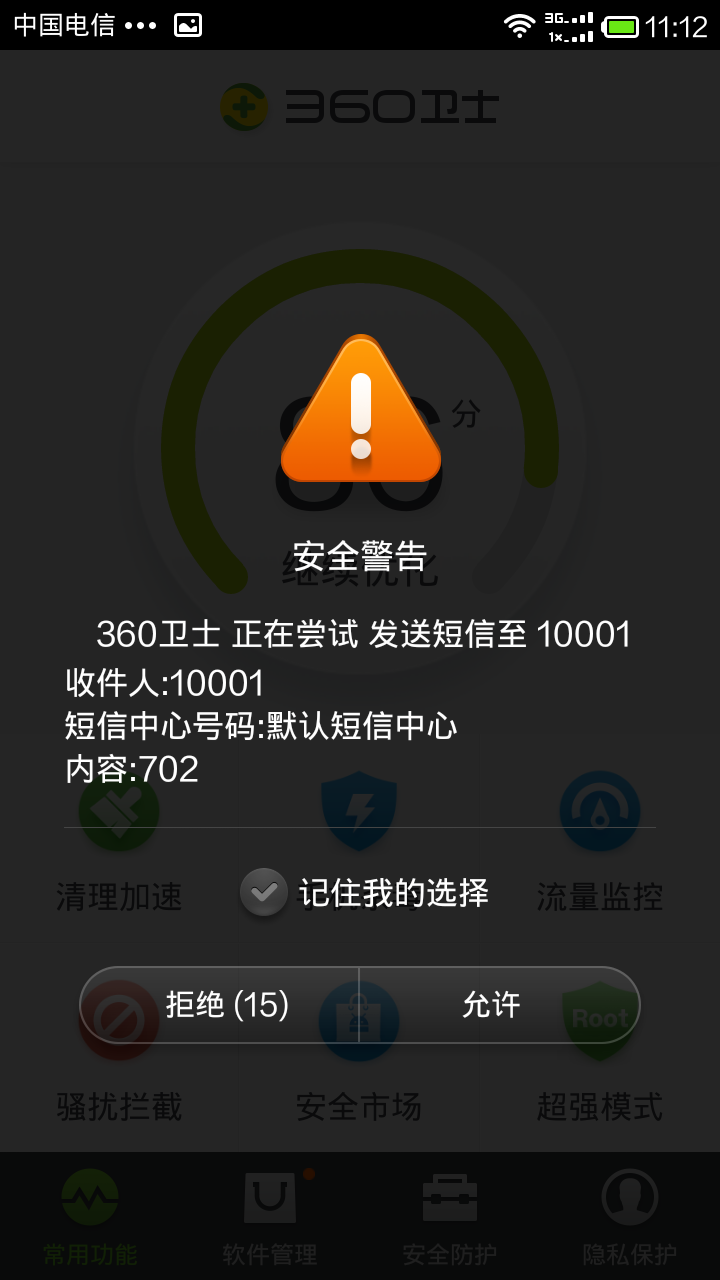 中国电信 ••• 3G 1× 11:12
360卫士
86 分
安全警告
继续优化
360卫士 正在尝试 发送短信至 10001
收件人:10001
短信中心号码:默认短信中心
内容:702
清理加速 流量监控
记住我的选择
拒绝 (15) 允许
Root
骚扰拦截 安全市场 超强模式
常用功能 软件管理 安全防护 隐私保护